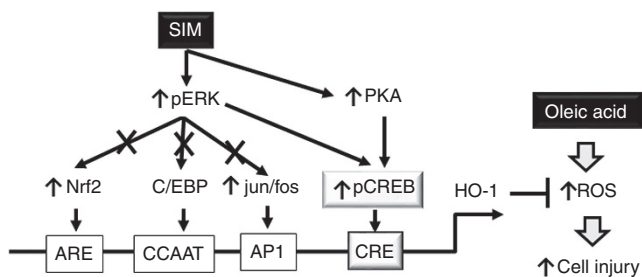 SIM
↑pERK
↑PKA
Oleic acid
↑Nrf2
C/EBP
↑jun/fos
↑pCREB
HO-1
↑ROS
ARE
CCAAT
AP1
CRE
↑Cell injury